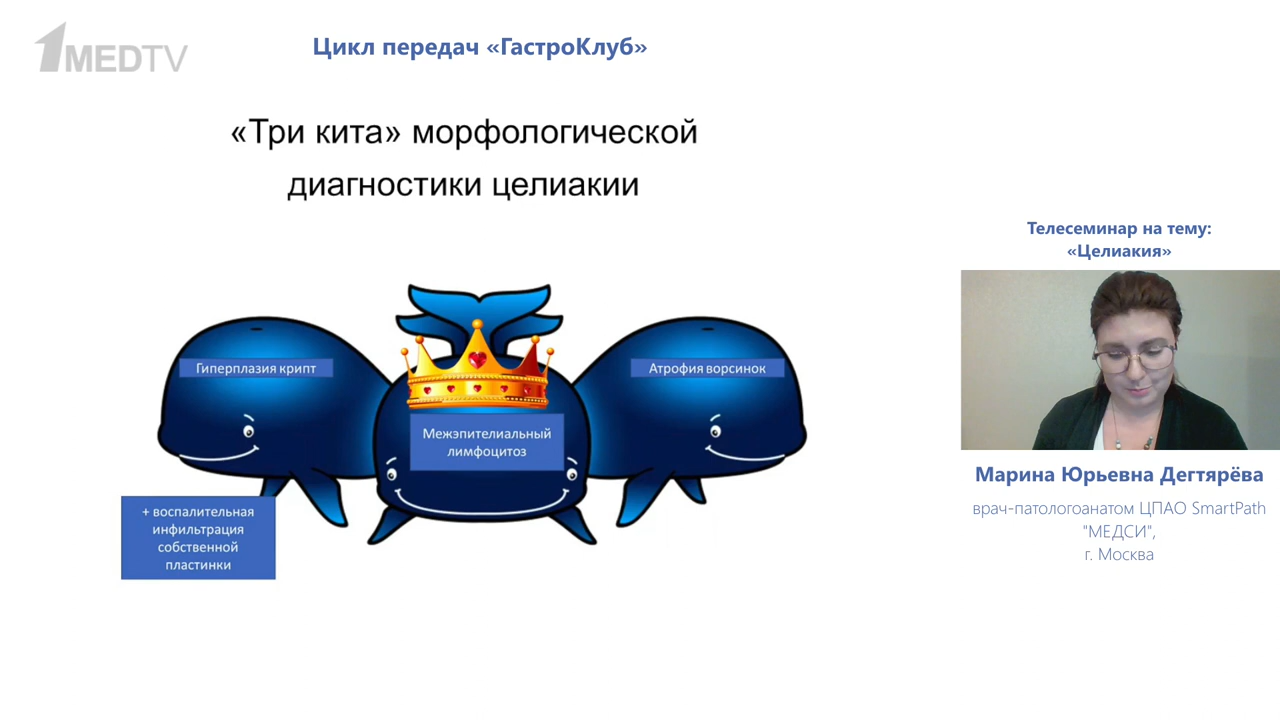 1MEDTV
Цикл передач «ГастроКлуб»
«Три кита» морфологической
диагностики целиакии
Гиперплазия крипт
Атрофия ворсинок
Межэпителиальный
лимфоцитоз
+ воспалительная
инфильтрация
собственной
пластинки
Телесеминар на тему:
«Целиакия»
Марина Юрьевна Дегтярёва
врач-патологоанатом ЦПАО SmartPath
"МЕДСИ",
г. Москва